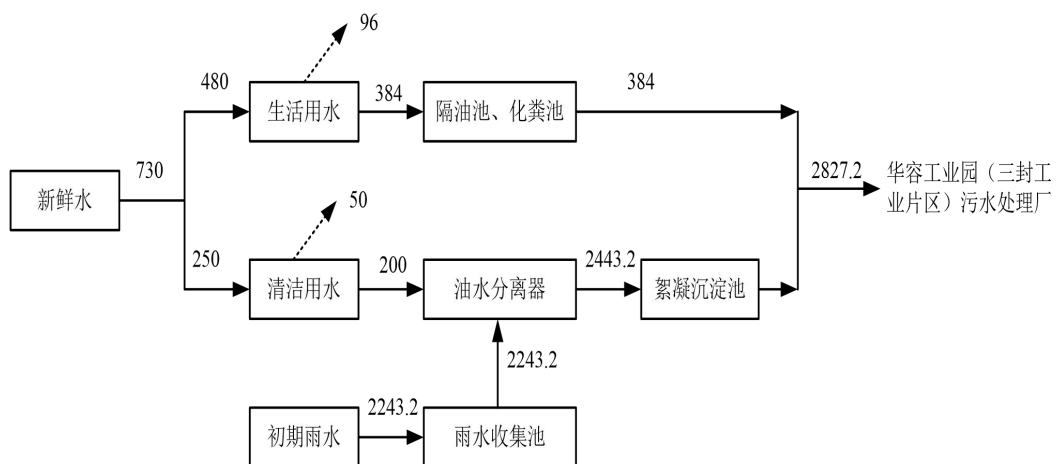 96
480
生活用水
384
隔油池、化粪池
384
新鲜水
730
2827.2
华容工业园（三封工
业片区）污水处理厂
50
250
清洁用水
200
油水分离器
2443.2
絮凝沉淀池
2243.2
初期雨水
2243.2
雨水收集池